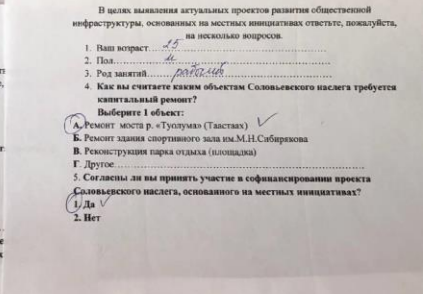 В целях выявления актуальных проектов развития общественной
инфраструктуры, основанных на местных инициативах ответьте, пожалуйста,
на несколько вопросов.
1. Ваш возраст 25
2. Пол м
3. Род занятий рабочий
4. Как вы считаете каким объектам Соловьевского наслега требуется
капитальный ремонт?
Выберите 1 объект:
А. Ремонт моста р. «Туолума» (Таастаах)
Б. Ремонт здания спортивного зала им.М.Н.Сибирякова
В. Реконструкция парка отдыха (площадка)
Г. Другое
5. Согласны ли вы принять участие в софинансировании проекта
Соловьевского наслега, основанного на местных инициативах?
1. Да
2. Нет